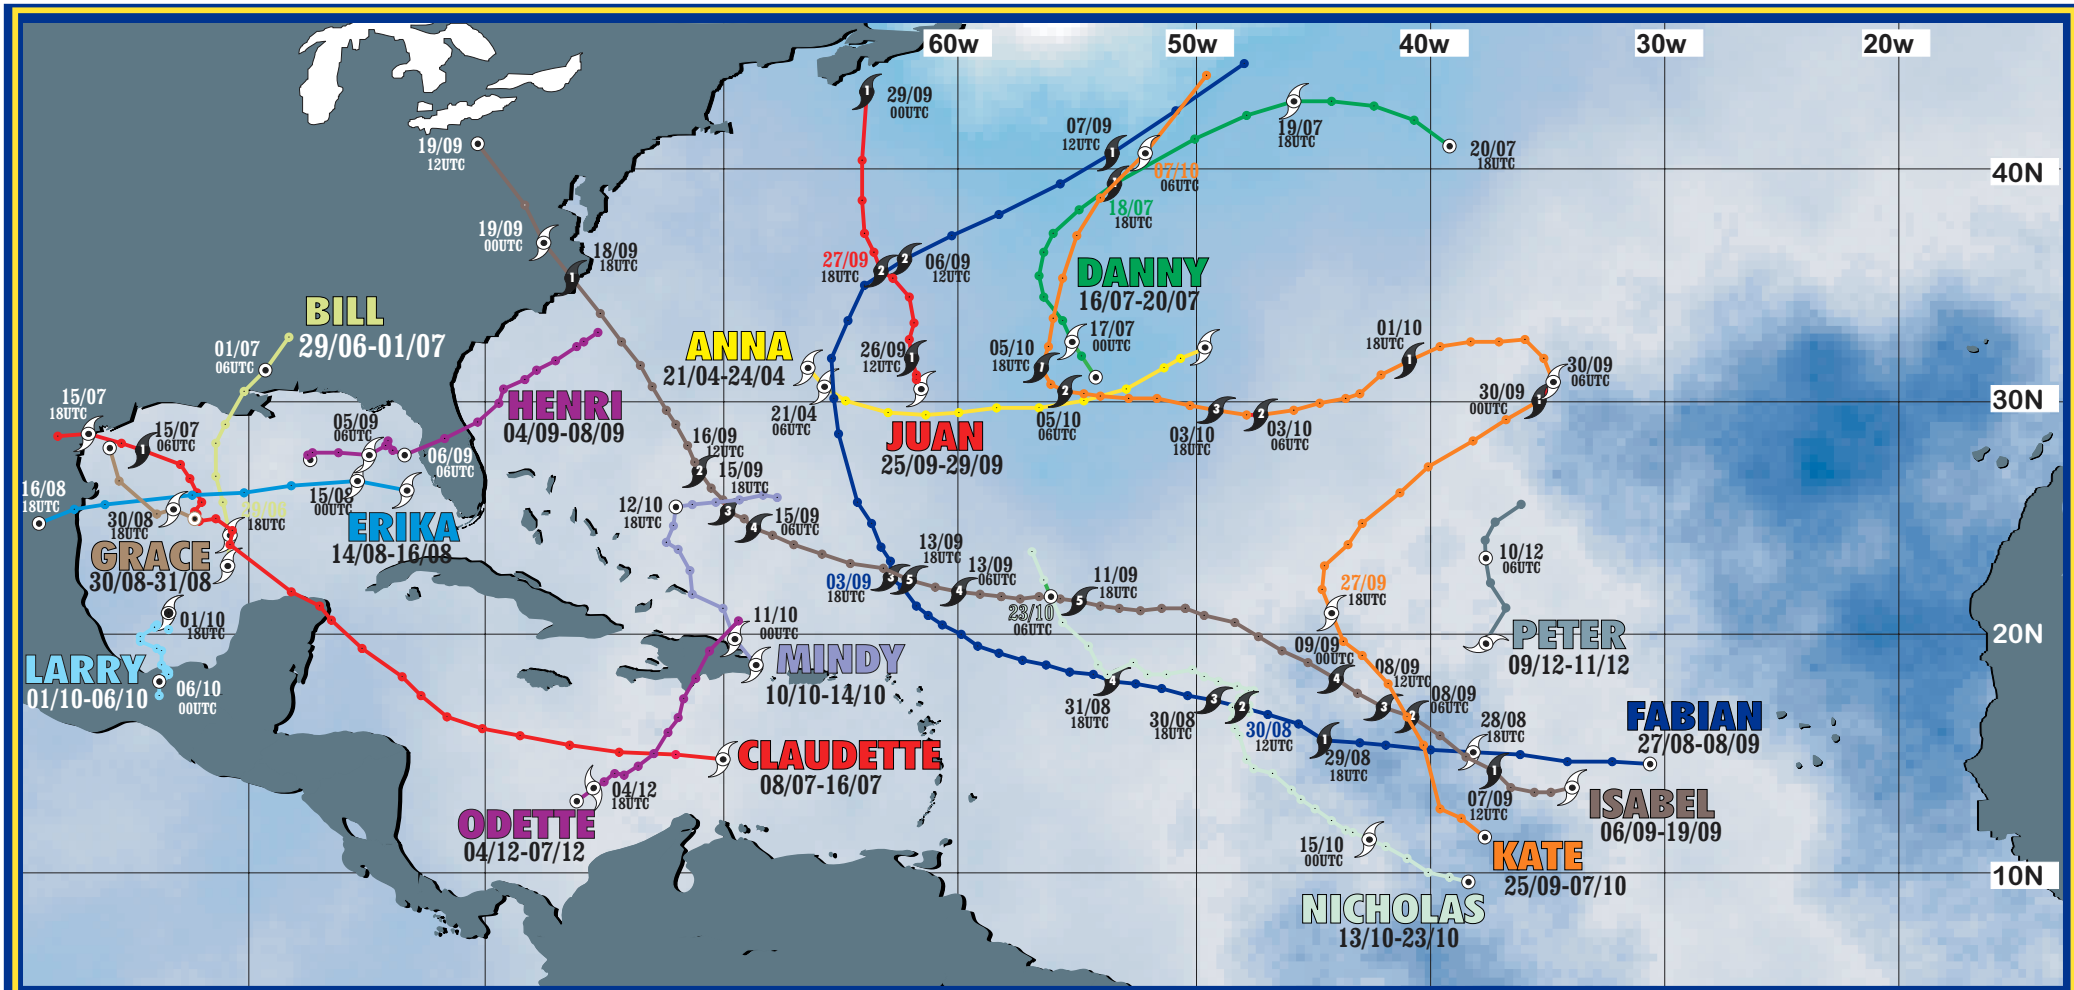 60w
50w
40w
30w
20w
40N
30N
20N
10N
19/09
12UTC
19/09
00UTC
18/09
18UTC
29/09
00UTC
27/09
18UTC
06/09
12UTC
07/09
12UTC
07/10
06UTC
18/07
18UTC
19/07
18UTC
20/07
18UTC
BILL
29/06-01/07
01/07
06UTC
15/07
18UTC
15/07
06UTC
05/09
06UTC
HENRI
04/09-08/09
06/09
06UTC
ANNA
21/04-24/04
21/04
06UTC
26/09
12UTC
JUAN
25/09-29/09
DANNY
16/07-20/07
17/07
00UTC
05/10
18UTC
05/10
06UTC
01/10
18UTC
03/10
18UTC
03/10
06UTC
30/09
06UTC
30/09
00UTC
16/08
18UTC
15/08
00UTC
ERIKA
14/08-16/08
30/08
18UTC
18UTC
GRACE
30/08-31/08
16/09
12UTC
15/09
18UTC
15/09
06UTC
12/10
18UTC
13/09
18UTC
13/09
06UTC
03/09
18UTC
23/10
06UTC
11/09
00UTC
27/09
18UTC
10/12
06UTC
PETER
09/12-11/12
01/10
18UTC
LARRY
01/10-06/10
06/10
00UTC
11/10
00UTC
MINDY
10/10-14/10
09/09
00UTC
08/09
12UTC
08/09
06UTC
31/08
18UTC
30/08
18UTC
30/08
12UTC
29/08
18UTC
28/08
18UTC
FABIAN
27/08-08/09
CLAUDETTE
08/07-16/07
04/12
18UTC
ODETTE
04/12-07/12
07/09
12UTC
ISABEL
06/09-19/09
15/10
00UTC
KATE
25/09-07/10
NICHOLAS
13/10-23/10